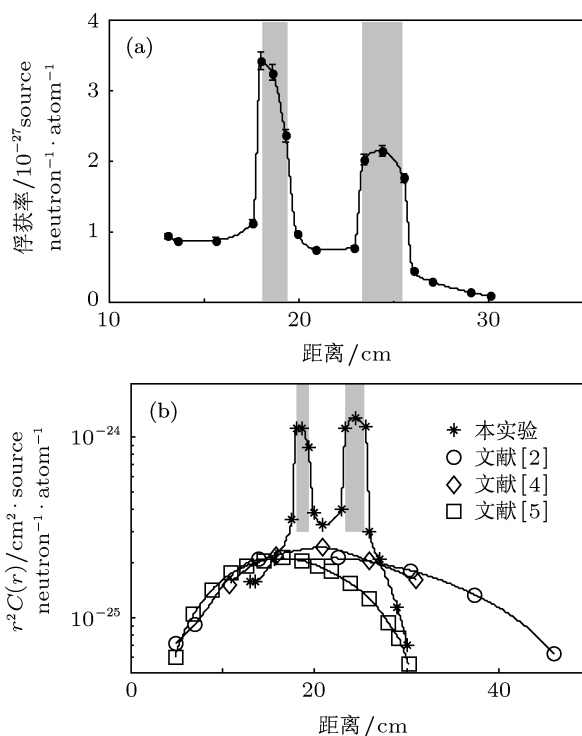 (a)
4
3
2
1
0
10
20
30
距离/cm
俘获率/10⁻²⁷source
neutron⁻¹·atom⁻¹
(b)
10⁻²⁴
10⁻²⁵
0
20
40
距离/cm
r²C(r)/cm²·source
neutron⁻¹·atom⁻¹
本实验
文献[2]
文献[4]
文献[5]